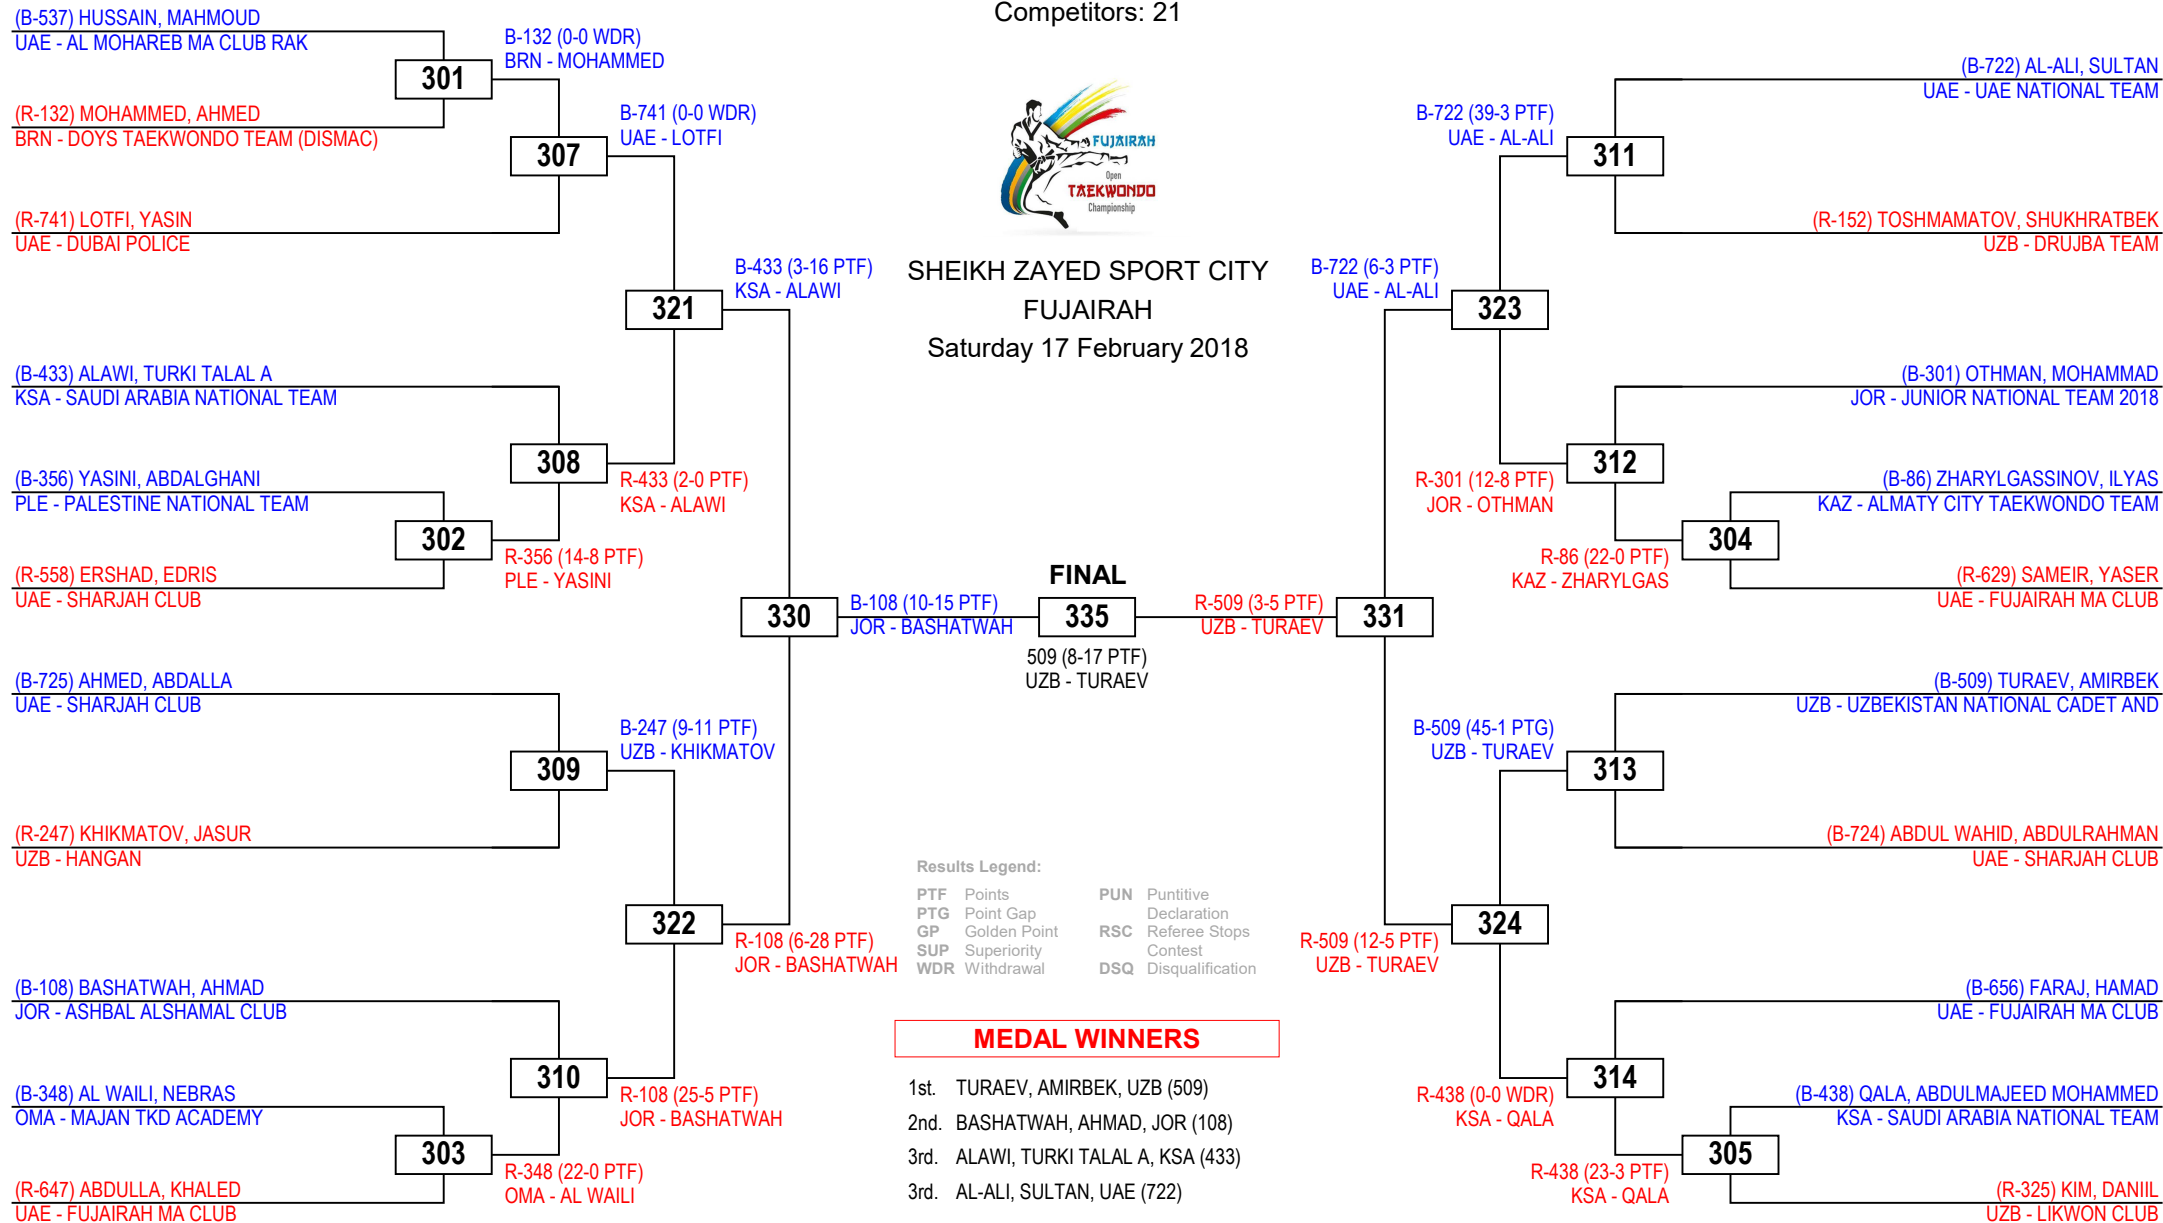 Competitors: 21
FUJAIRAH
Open
TAEKWONDO
Championship
SHEIKH ZAYED SPORT CITY
FUJAIRAH
Saturday 17 February 2018
(B-537) HUSSAIN, MAHMOUD
UAE - AL MOHAREB MA CLUB RAK
301
(R-132) MOHAMMED, AHMED
BRN - DOYS TAEKWONDO TEAM (DISMAC)
B-132 (0-0 WDR)
BRN - MOHAMMED
307
(R-741) LOTFI, YASIN
UAE - DUBAI POLICE
B-741 (0-0 WDR)
UAE - LOTFI
321
B-433 (3-16 PTF)
KSA - ALAWI
(B-433) ALAWI, TURKI TALAL A
KSA - SAUDI ARABIA NATIONAL TEAM
308
R-433 (2-0 PTF)
KSA - ALAWI
(B-356) YASINI, ABDALGHANI
PLE - PALESTINE NATIONAL TEAM
302
R-356 (14-8 PTF)
PLE - YASINI
(R-558) ERSHAD, EDRIS
UAE - SHARJAH CLUB
330
B-108 (10-15 PTF)
JOR - BASHATWAH
(B-725) AHMED, ABDALLA
UAE - SHARJAH CLUB
309
B-247 (9-11 PTF)
UZB - KHIKMATOV
(R-247) KHIKMATOV, JASUR
UZB - HANGAN
322
R-108 (6-28 PTF)
JOR - BASHATWAH
(B-108) BASHATWAH, AHMAD
JOR - ASHBAL ALSHAMAL CLUB
310
R-108 (25-5 PTF)
JOR - BASHATWAH
(B-348) AL WAILI, NEBRAS
OMA - MAJAN TKD ACADEMY
303
R-348 (22-0 PTF)
OMA - AL WAILI
(R-647) ABDULLA, KHALED
UAE - FUJAIRAH MA CLUB
FINAL
335
509 (8-17 PTF)
UZB - TURAEV
(B-722) AL-ALI, SULTAN
UAE - UAE NATIONAL TEAM
B-722 (39-3 PTF)
UAE - AL-ALI
311
(R-152) TOSHMAMATOV, SHUKHRATBEK
UZB - DRUJBA TEAM
B-722 (6-3 PTF)
UAE - AL-ALI
323
(B-301) OTHMAN, MOHAMMAD
JOR - JUNIOR NATIONAL TEAM 2018
312
R-301 (12-8 PTF)
JOR - OTHMAN
(B-86) ZHARYLGASSINOV, ILYAS
KAZ - ALMATY CITY TAEKWONDO TEAM
304
R-86 (22-0 PTF)
KAZ - ZHARYLGAS
(R-629) SAMEIR, YASER
UAE - FUJAIRAH MA CLUB
R-509 (3-5 PTF)
UZB - TURAEV
331
(B-509) TURAEV, AMIRBEK
UZB - UZBEKISTAN NATIONAL CADET AND
B-509 (45-1 PTG)
UZB - TURAEV
313
(B-724) ABDUL WAHID, ABDULRAHMAN
UAE - SHARJAH CLUB
324
R-509 (12-5 PTF)
UZB - TURAEV
(B-656) FARAJ, HAMAD
UAE - FUJAIRAH MA CLUB
314
R-438 (0-0 WDR)
KSA - QALA
(B-438) QALA, ABDULMAJEED MOHAMMED
KSA - SAUDI ARABIA NATIONAL TEAM
305
R-438 (23-3 PTF)
KSA - QALA
(R-325) KIM, DANIIL
UZB - LIKWON CLUB
Results Legend:
PTF Points
PTG Point Gap
GP Golden Point
SUP Superiority
WDR Withdrawal
PUN Puntitive
Declaration
RSC Referee Stops
Contest
DSQ Disqualification
MEDAL WINNERS
1st. TURAEV, AMIRBEK, UZB (509)
2nd. BASHATWAH, AHMAD, JOR (108)
3rd. ALAWI, TURKI TALAL A, KSA (433)
3rd. AL-ALI, SULTAN, UAE (722)